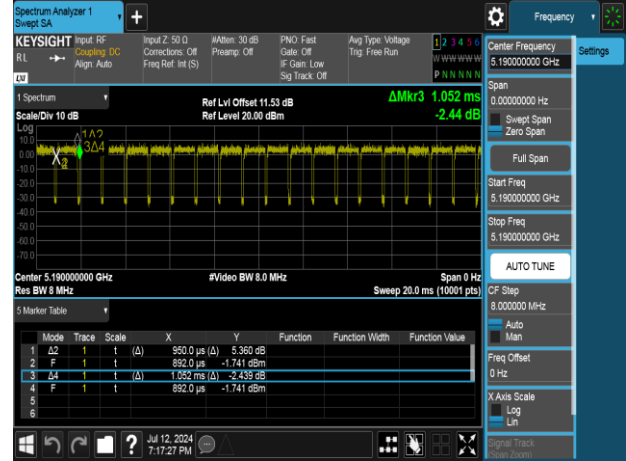 Spectrum Analyzer 1
Swept SA
KEYSIGHT
RL
LXI
Input: RF
Coupling: DC
Align: Auto
Input Z: 50 Ω
Corrections: Off
Freq Ref: Int (S)
#Atten: 30 dB
Preamp: Off
PNO: Fast
Gate: Off
IF Gain: Low
Sig Track: Off
Avg Type: Voltage
Trig: Free Run
1 2 3 4 5 6
W W W W W W
P N N N N N
1 Spectrum
Scale/Div 10 dB
Ref Lvl Offset 11.53 dB
Ref Level 20.00 dBm
ΔMkr3 1.052 ms
-2.44 dB
Log
10.0
0.00
-10.0
-20.0
-30.0
-40.0
-50.0
-60.0
-70.0
1Δ2
3Δ4
Center 5.190000000 GHz
#Video BW 8.0 MHz
Span 0 Hz
Res BW 8 MHz
Sweep 20.0 ms (10001 pts)
5 Marker Table
Mode Trace Scale X Y Function Function Width Function Value
1 Δ2 1 t (Δ) 950.0 µs (Δ) 5.360 dB
2 F 1 t 892.0 µs -1.741 dBm
3 Δ4 1 t (Δ) 1.052 ms (Δ) -2.439 dB
4 F 1 t 892.0 µs -1.741 dBm
5
6
?
Jul 12, 2024
7:17:27 PM
Frequency
Settings
Center Frequency
5.190000000 GHz
Span
0.00000000 Hz
Swept Span
Zero Span
Full Span
Start Freq
5.190000000 GHz
Stop Freq
5.190000000 GHz
AUTO TUNE
CF Step
8.000000 MHz
Auto
Man
Freq Offset
0 Hz
X Axis Scale
Log
Lin
Signal Track
(Span Zoom)